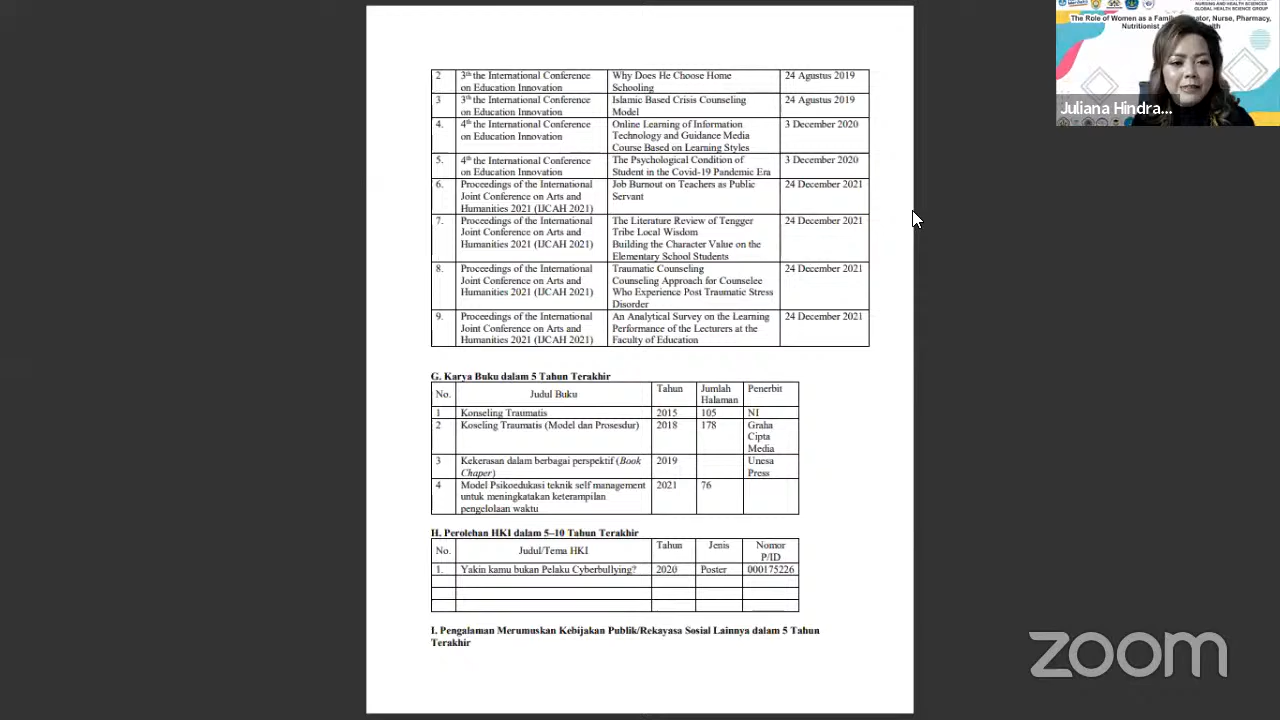 2 3th the International Conference on Education Innovation Why Does He Choose Home Schooling 24 Agustus 2019
3 3th the International Conference on Education Innovation Islamic Based Crisis Counseling Model 24 Agustus 2019
4. 4th the International Conference on Education Innovation Online Learning of Information Technology and Guidance Media Course Based on Learning Styles 3 December 2020
5. 4th the International Conference on Education Innovation The Psychological Condition of Student in the Covid-19 Pandemic Era 3 December 2020
6. Proceedings of the International Joint Conference on Arts and Humanities 2021 (IJCAH 2021) Job Burnout on Teachers as Public Servant 24 December 2021
7. Proceedings of the International Joint Conference on Arts and Humanities 2021 (IJCAH 2021) The Literature Review of Tengger Tribe Local Wisdom Building the Character Value on the Elementary School Students 24 December 2021
8. Proceedings of the International Joint Conference on Arts and Humanities 2021 (IJCAH 2021) Traumatic Counseling Counseling Approach for Counselee Who Experience Post Traumatic Stress Disorder 24 December 2021
9. Proceedings of the International Joint Conference on Arts and Humanities 2021 (IJCAH 2021) An Analytical Survey on the Learning Performance of the Lecturers at the Faculty of Education 24 December 2021
G. Karya Buku dalam 5 Tahun Terakhir
No. Judul Buku Tahun Jumlah Halaman Penerbit
1 Konseling Traumatis 2015 105 NI
2 Koseling Traumatis (Model dan Prosesdur) 2018 178 Graha Cipta Media
3 Kekerasan dalam berbagai perspektif (Book Chaper) 2019 Unesa Press
4 Model Psikoedukasi teknik self management untuk meningkatakan keterampilan pengelolaan waktu 2021 76
H. Perolehan HKI dalam 5–10 Tahun Terakhir
No. Judul/Tema HKI Tahun Jenis Nomor P/ID
1. Yakin kamu bukan Pelaku Cyberbullying? 2020 Poster 000175226
I. Pengalaman Merumuskan Kebijakan Publik/Rekayasa Sosial Lainnya dalam 5 Tahun
Terakhir
NURSING AND HEALTH SCIENCES
GLOBAL HEALTH SCIENCE GROUP
The Role of Women as a Nurse, Pharmacy,
Nutritionist
Juliana Hindra...
zoom